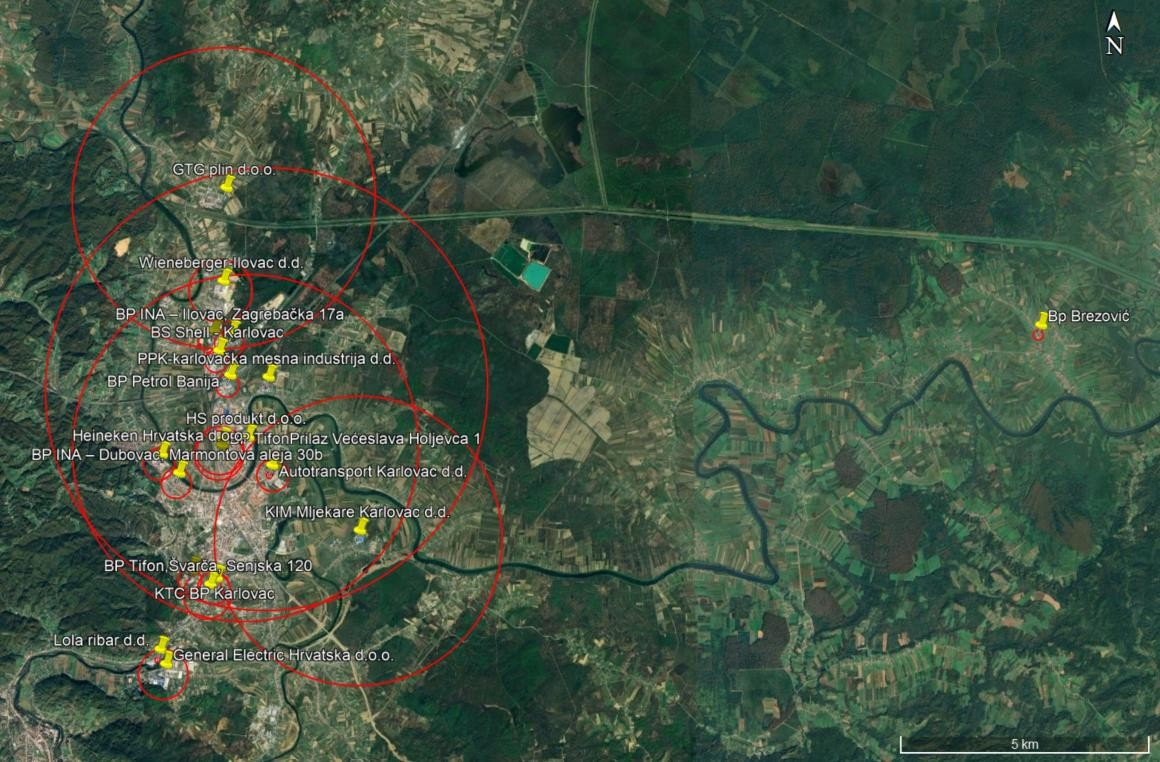 N
GTG plin d.o.o.
Wieneberger-Ilovac d.d.
Bp Brezović
BP INA – Ilovac, Zagrebačka 17a
BS Shell - Karlovac
PPK-karlovačka mesna industrija d.d.
BP Petrol Banija
HS produkt d.o.o.
Heineken Hrvatska d.o.o.
TifonPrilaz Većeslava Holjevca 1
BP INA – Dubovac, Marmontova aleja 30b
Autotransport Karlovac d.d.
KIM Mljekare Karlovac d.d.
BP Tifon,Svarča, Senjska 120
KTC BP Karlovac
Lola ribar d.d.
General Electric Hrvatska d.o.o.
5 km